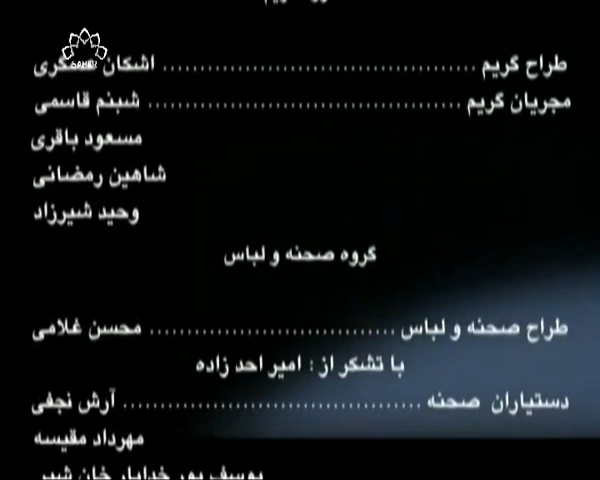 طراح گریم ........................................ اشکان
SAHAR
مجریان گریم ........................................ شبنم قاسمی
مسعود باقری
شاهین رمضانی
وحید شیرزاد
گروه صحنه و لباس
طراح صحنه و لباس ................................ محسن غلامی
با تشکر از : امیر احد زاده
دستیاران صحنه ...................................... آرش نجفی
مهرداد مقیسه